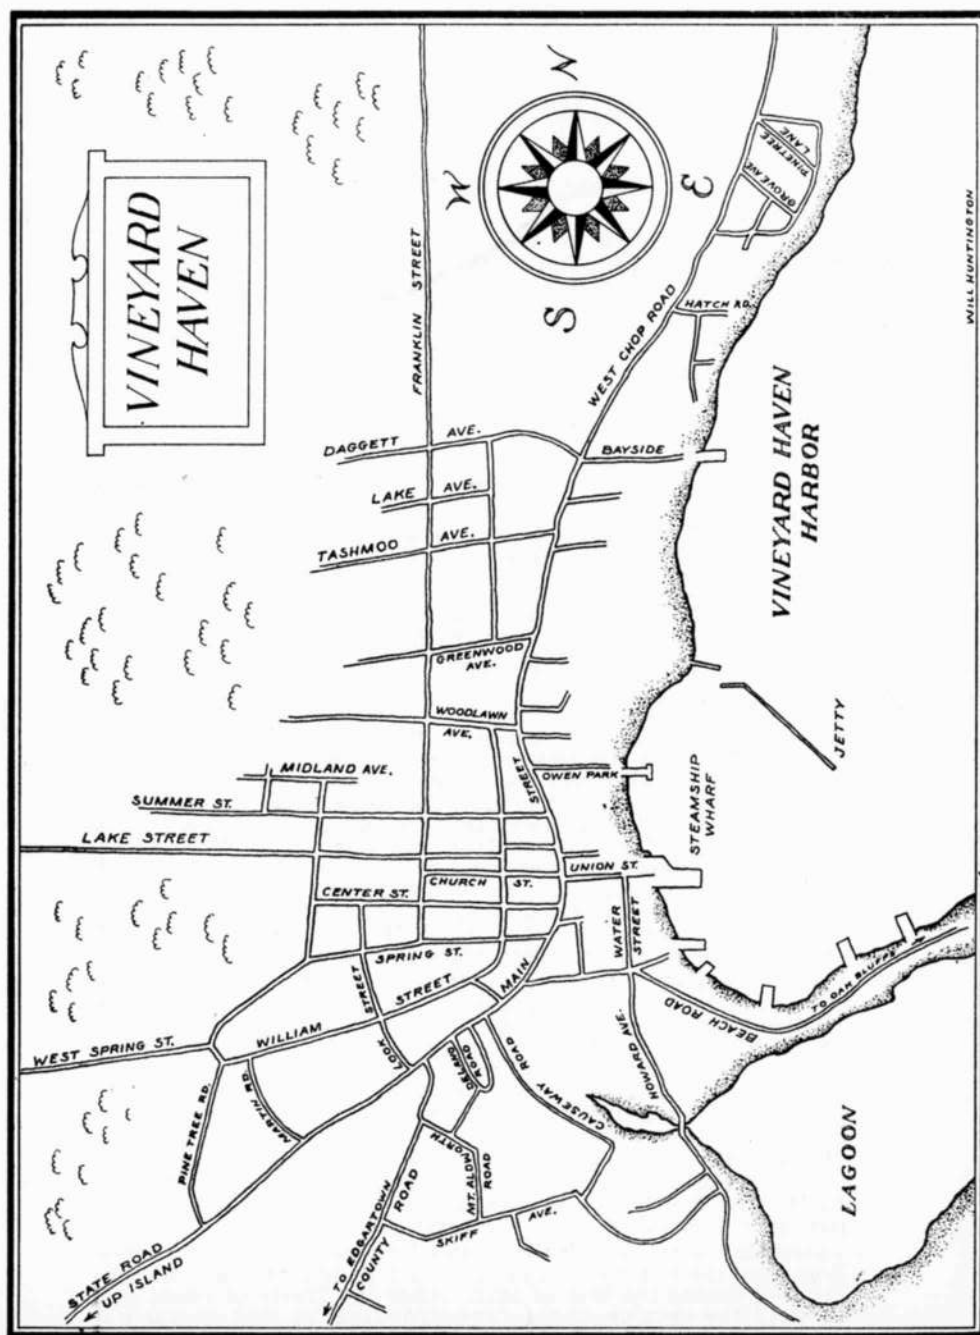 VINEYARD
HAVEN
N
W
E
S
FRANKLIN STREET
WEST CHOP ROAD
PINETREE
LANE
GROVE AVE
HATCH RD.
WILL HUNTINGTON
DAGGETT AVE.
BAYSIDE
LAKE AVE.
TASHMOO AVE.
VINEYARD HAVEN
HARBOR
GREENWOOD
AVE.
WOODLAWN
AVE.
JETTY
MIDLAND AVE.
OWEN PARK
STEAMSHIP
WHARF
SUMMER ST.
STREET
LAKE STREET
UNION ST.
CHURCH ST.
CENTER ST.
WATER
STREET
SPRING ST.
MAIN
LOOK STREET
WILLIAM STREET
WEST SPRING ST.
BEACH ROAD
TO OAK BLUFFS
HOWARD AVE.
CAUSEWAY ROAD
DELANO
ROAD
MARTIN RD.
PINE TREE RD.
MT. ALDWORTH
ROAD
LAGOON
SKIFF AVE.
STATE ROAD
UP ISLAND
TO EDGARTOWN
COUNTY ROAD